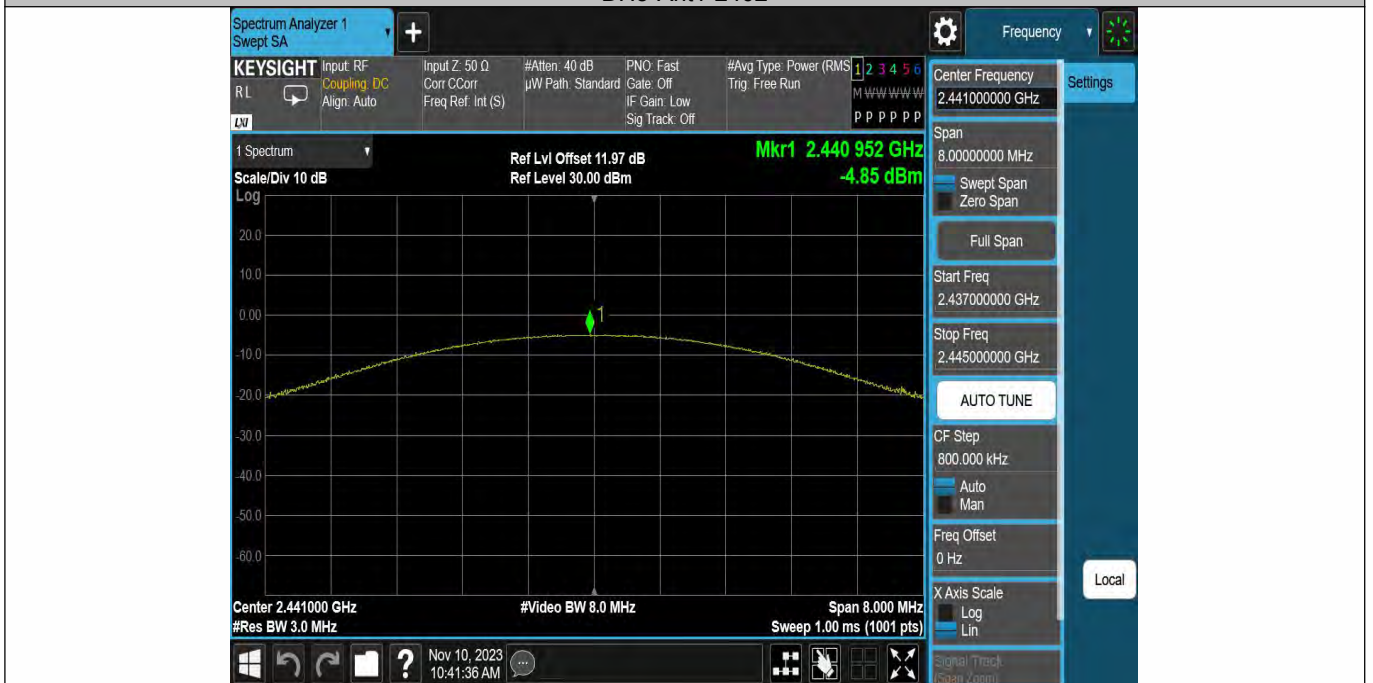 Spectrum Analyzer 1
Swept SA
+
Frequency
KEYSIGHT
RL
LXI
Input: RF
Coupling: DC
Align: Auto
Input Z: 50 Ω
Corr CCorr
Freq Ref: Int (S)
#Atten: 40 dB
µW Path: Standard
PNO: Fast
Gate: Off
IF Gain: Low
Sig Track: Off
#Avg Type: Power (RMS
Trig: Free Run
1 2 3 4 5 6
M W W W W W
P P P P P P
Settings
Center Frequency
2.441000000 GHz
Span
8.00000000 MHz
Swept Span
Zero Span
Full Span
Start Freq
2.437000000 GHz
Stop Freq
2.445000000 GHz
AUTO TUNE
CF Step
800.000 kHz
Auto
Man
Freq Offset
0 Hz
X Axis Scale
Log
Lin
Signal Track
(Span Zoom)
Local
1 Spectrum
Scale/Div 10 dB
Ref Lvl Offset 11.97 dB
Ref Level 30.00 dBm
Mkr1 2.440 952 GHz
-4.85 dBm
Log
20.0
10.0
0.00
-10.0
-20.0
-30.0
-40.0
-50.0
-60.0
1
Center 2.441000 GHz
#Res BW 3.0 MHz
#Video BW 8.0 MHz
Span 8.000 MHz
Sweep 1.00 ms (1001 pts)
?
Nov 10, 2023
10:41:36 AM